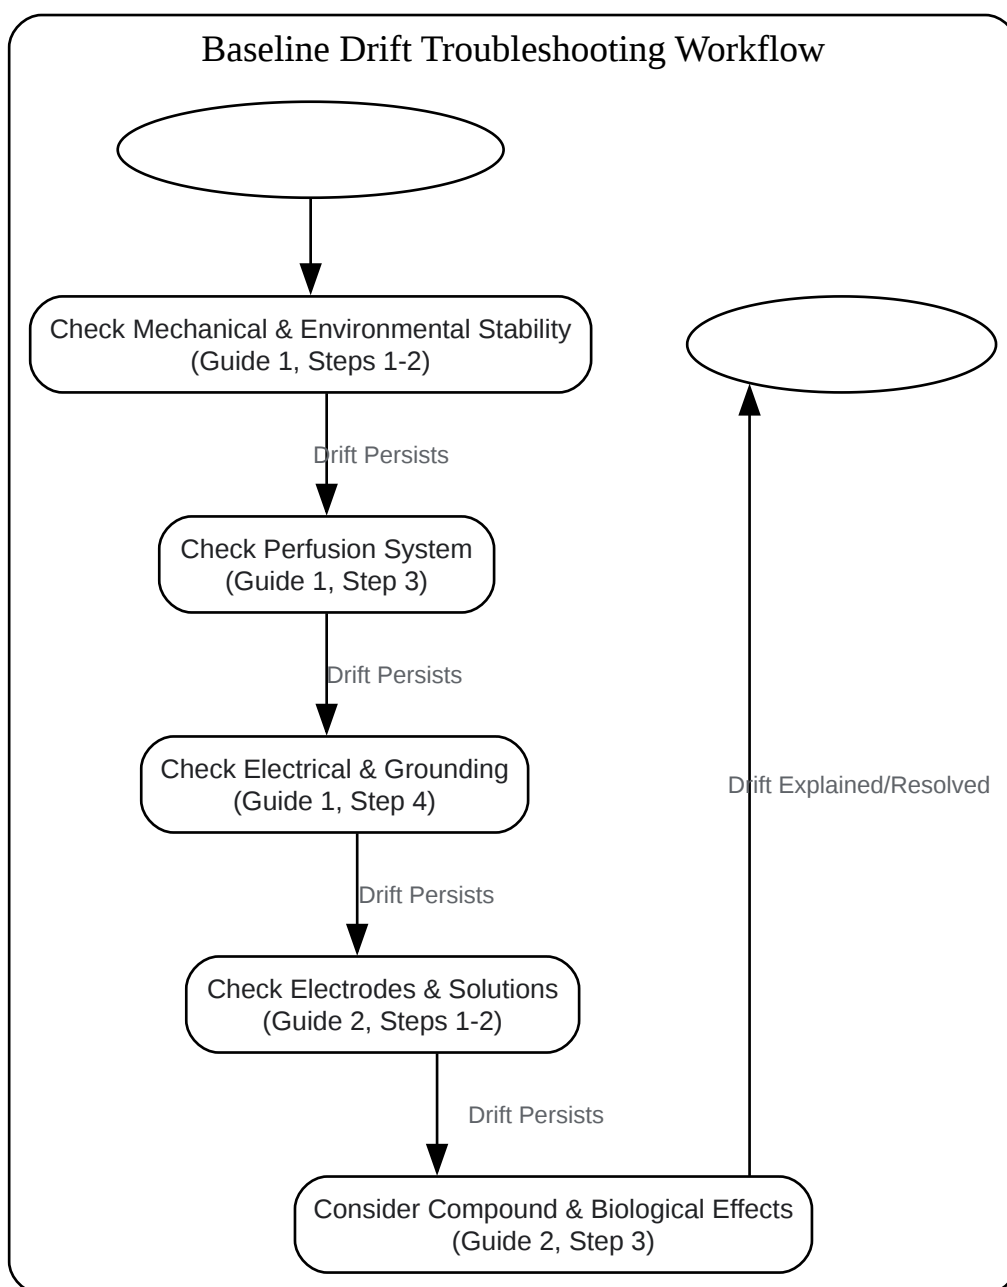 Baseline Drift Troubleshooting Workflow
Check Mechanical & Environmental Stability
(Guide 1, Steps 1-2)
Drift Persists
Check Perfusion System
(Guide 1, Step 3)
Drift Persists
Check Electrical & Grounding
(Guide 1, Step 4)
Drift Explained/Resolved
Drift Persists
Check Electrodes & Solutions
(Guide 2, Steps 1-2)
Drift Persists
Consider Compound & Biological Effects
(Guide 2, Step 3)